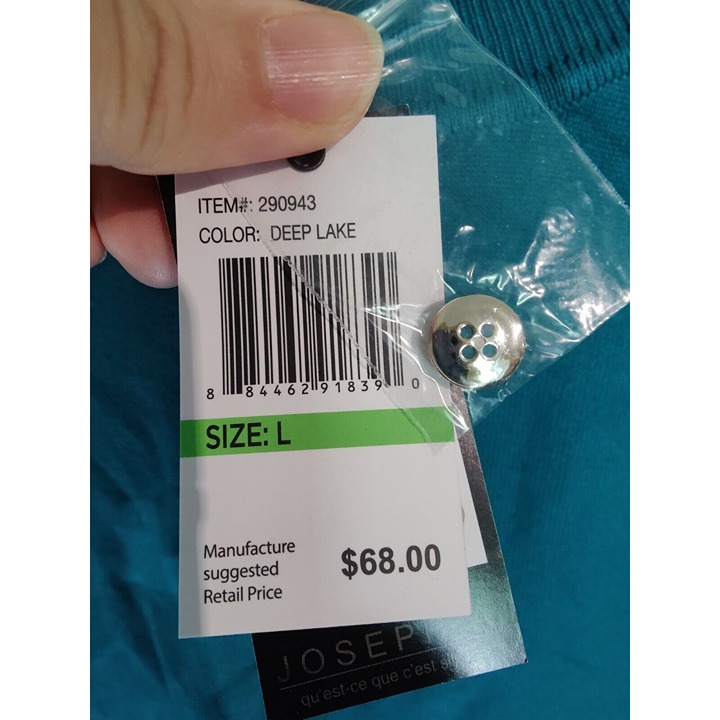 ITEM#: 290943
COLOR: DEEP LAKE
8 84462 91839 0
SIZE: L
Manufacture
suggested
Retail Price
$68.00
JOSEP
qu'est-ce que c'est